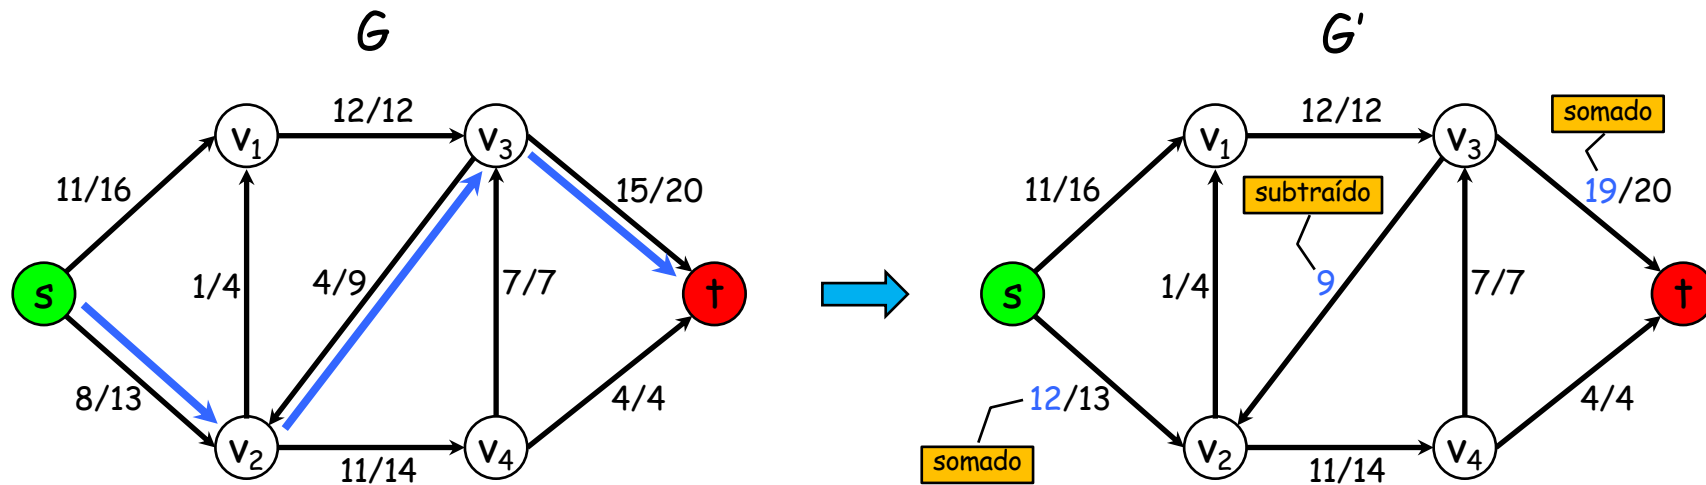 G
12/12
v1
v3
11/16
15/20
s
1/4
4/9
7/7
t
8/13
4/4
v2
v4
11/14
G'
12/12
somado
v1
v3
11/16
subtraído
19/20
s
1/4
9
7/7
t
12/13
4/4
v2
v4
somado
11/14